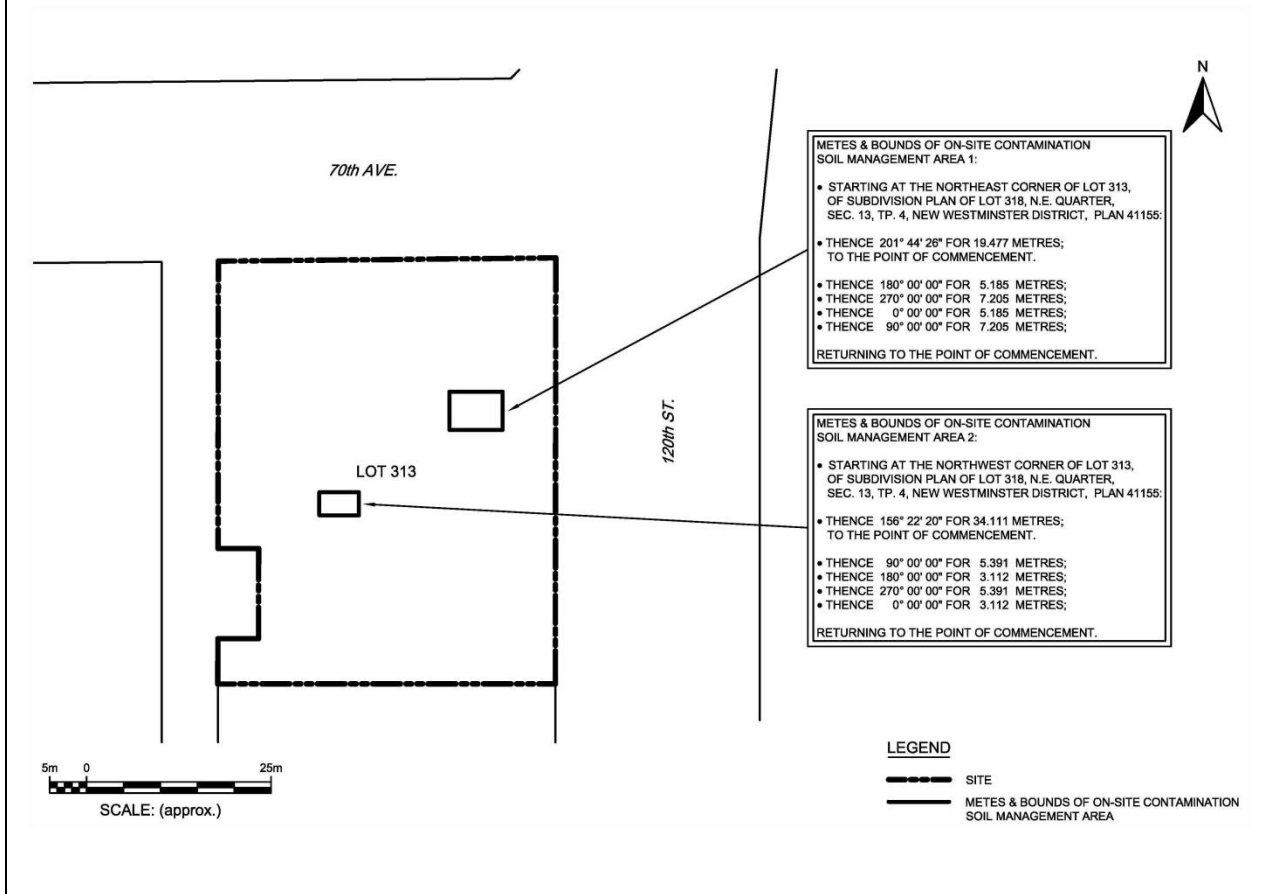 70th AVE.
N
METES & BOUNDS OF ON-SITE CONTAMINATION
SOIL MANAGEMENT AREA 1:
• STARTING AT THE NORTHEAST CORNER OF LOT 313,
OF SUBDIVISION PLAN OF LOT 318, N.E. QUARTER,
SEC. 13, TP. 4, NEW WESTMINSTER DISTRICT, PLAN 41155:
• THENCE 201° 44' 26" FOR 19.477 METRES;
TO THE POINT OF COMMENCEMENT.
• THENCE 180° 00' 00" FOR 5.185 METRES;
• THENCE 270° 00' 00" FOR 7.205 METRES;
• THENCE 0° 00' 00" FOR 5.185 METRES;
• THENCE 90° 00' 00" FOR 7.205 METRES;
RETURNING TO THE POINT OF COMMENCEMENT.
120th ST.
LOT 313
METES & BOUNDS OF ON-SITE CONTAMINATION
SOIL MANAGEMENT AREA 2:
• STARTING AT THE NORTHWEST CORNER OF LOT 313,
OF SUBDIVISION PLAN OF LOT 318, N.E. QUARTER,
SEC. 13, TP. 4, NEW WESTMINSTER DISTRICT, PLAN 41155:
• THENCE 156° 22' 20" FOR 34.111 METRES;
TO THE POINT OF COMMENCEMENT.
• THENCE 90° 00' 00" FOR 5.391 METRES;
• THENCE 180° 00' 00" FOR 3.112 METRES;
• THENCE 270° 00' 00" FOR 5.391 METRES;
• THENCE 0° 00' 00" FOR 3.112 METRES;
RETURNING TO THE POINT OF COMMENCEMENT.
5m 0 25m
SCALE: (approx.)
LEGEND
SITE
METES & BOUNDS OF ON-SITE CONTAMINATION
SOIL MANAGEMENT AREA